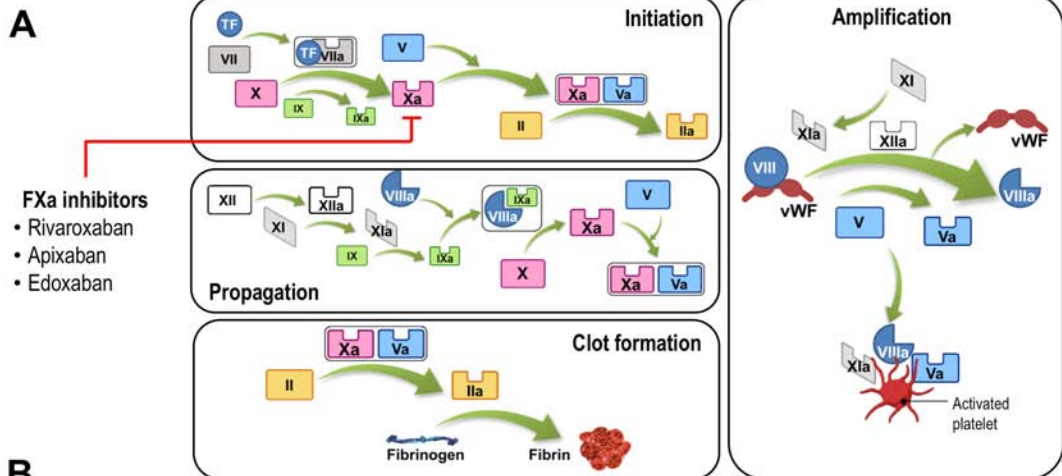 A
Initiation
TF
VII
TF VIIa
V
X
IX
IXa
Xa
Xa Va
II
IIa
FXa inhibitors
• Rivaroxaban
• Apixaban
• Edoxaban
XII
XIIa
VIIIa
XI
XIa
IX
IXa
VIIIa IXa
V
Xa
X
Xa Va
Propagation
Clot formation
Xa Va
II
IIa
Fibrinogen
Fibrin
Amplification
XI
XIa
XIIa
vWF
VIII
vWF
VIIIa
V
Va
XIa
VIIIa
Va
Activated
platelet
B